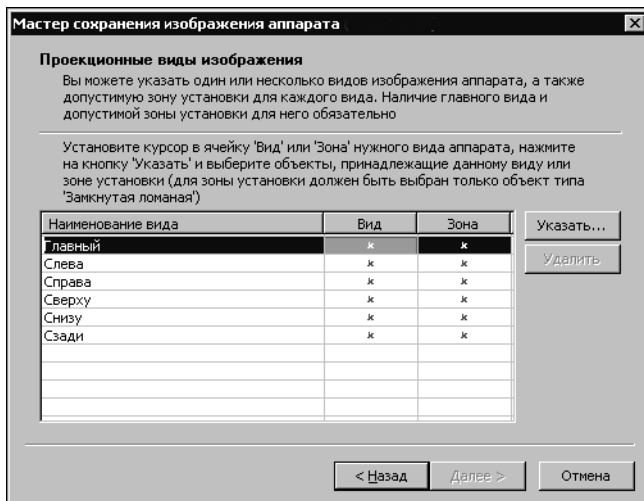 Мастер сохранения изображения аппарата
Проекционные виды изображения
Вы можете указать один или несколько видов изображения аппарата, а также
допустимую зону установки для каждого вида. Наличие главного вида и
допустимой зоны установки для него обязательно
Установите курсор в ячейку 'Вид' или 'Зона' нужного вида аппарата, нажмите
на кнопку 'Указать' и выберите объекты, принадлежащие данному виду или
зоне установки (для зоны установки должен быть выбран только объект типа
'Замкнутая ломаная')
Наименование вида Вид Зона
Указать...
Главный
Удалить
Слева
Справа
Сверху
Снизу
Сзади
< Назад Далее > Отмена